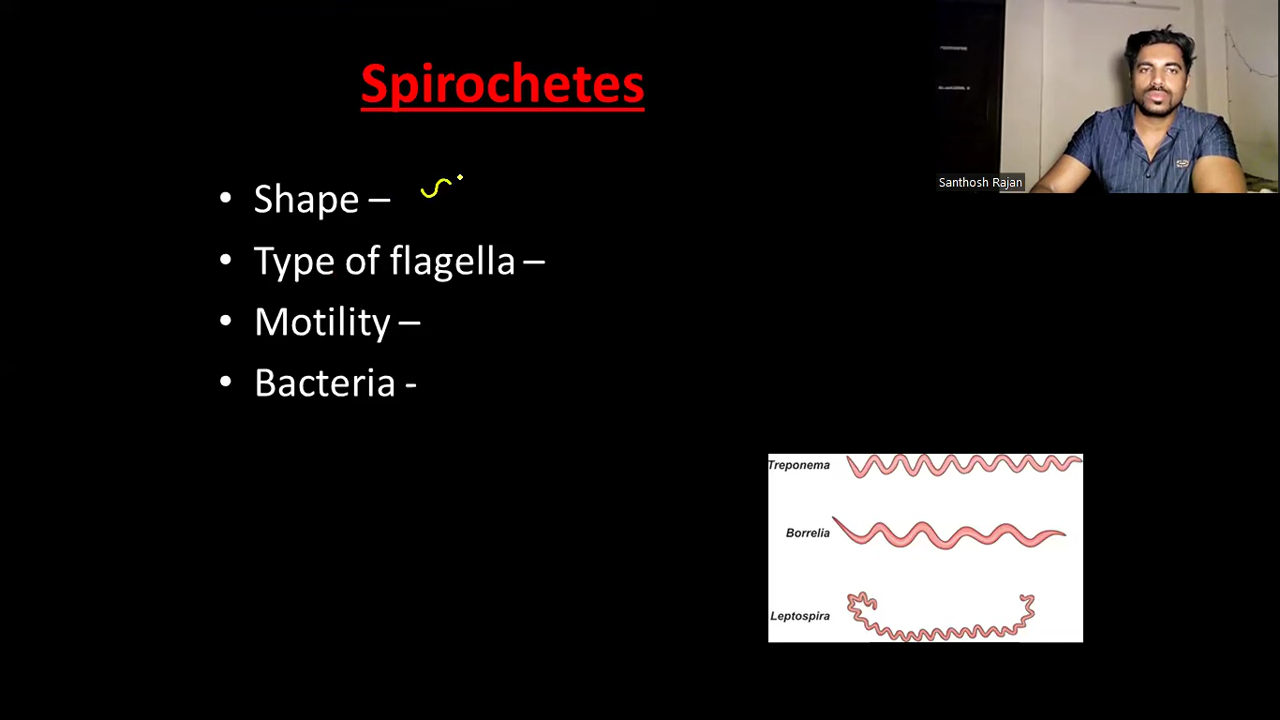 Spirochetes
Santhosh Rajan
• Shape –
• Type of flagella –
• Motility –
• Bacteria -
Treponema
Borrelia
Leptospira